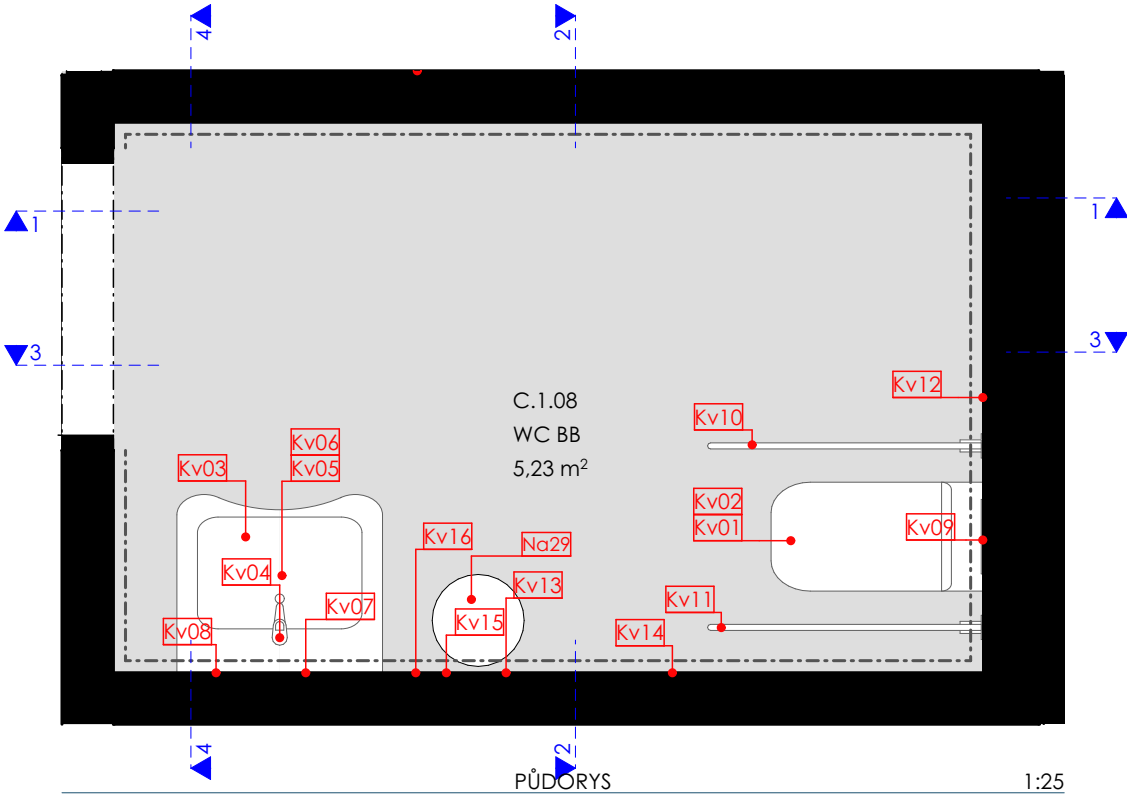 4
2
1
1
3
3
Kv12
C.1.08
Kv10
WC BB
Kv06
Kv03
Kv05
5,23 m²
Kv02
Kv01
Kv09
Kv16
Na29
Kv04
Kv13
Kv07
Kv11
Kv15
Kv08
Kv14
4
2
PŮDORYS
1:25